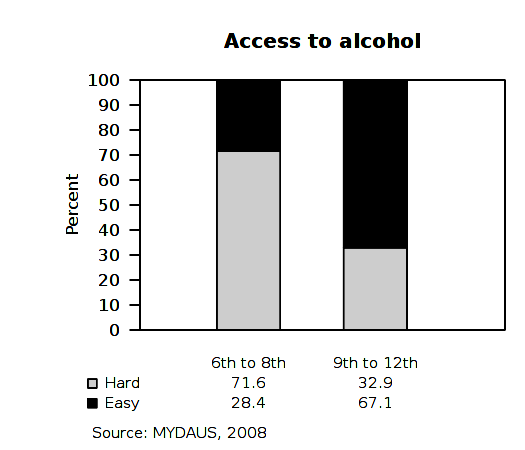 Access to alcohol
Percent
100
90
80
70
60
50
40
30
20
10
0
6th to 8th 9th to 12th
Hard 71.6 32.9
Easy 28.4 67.1
Source: MYDAUS, 2008